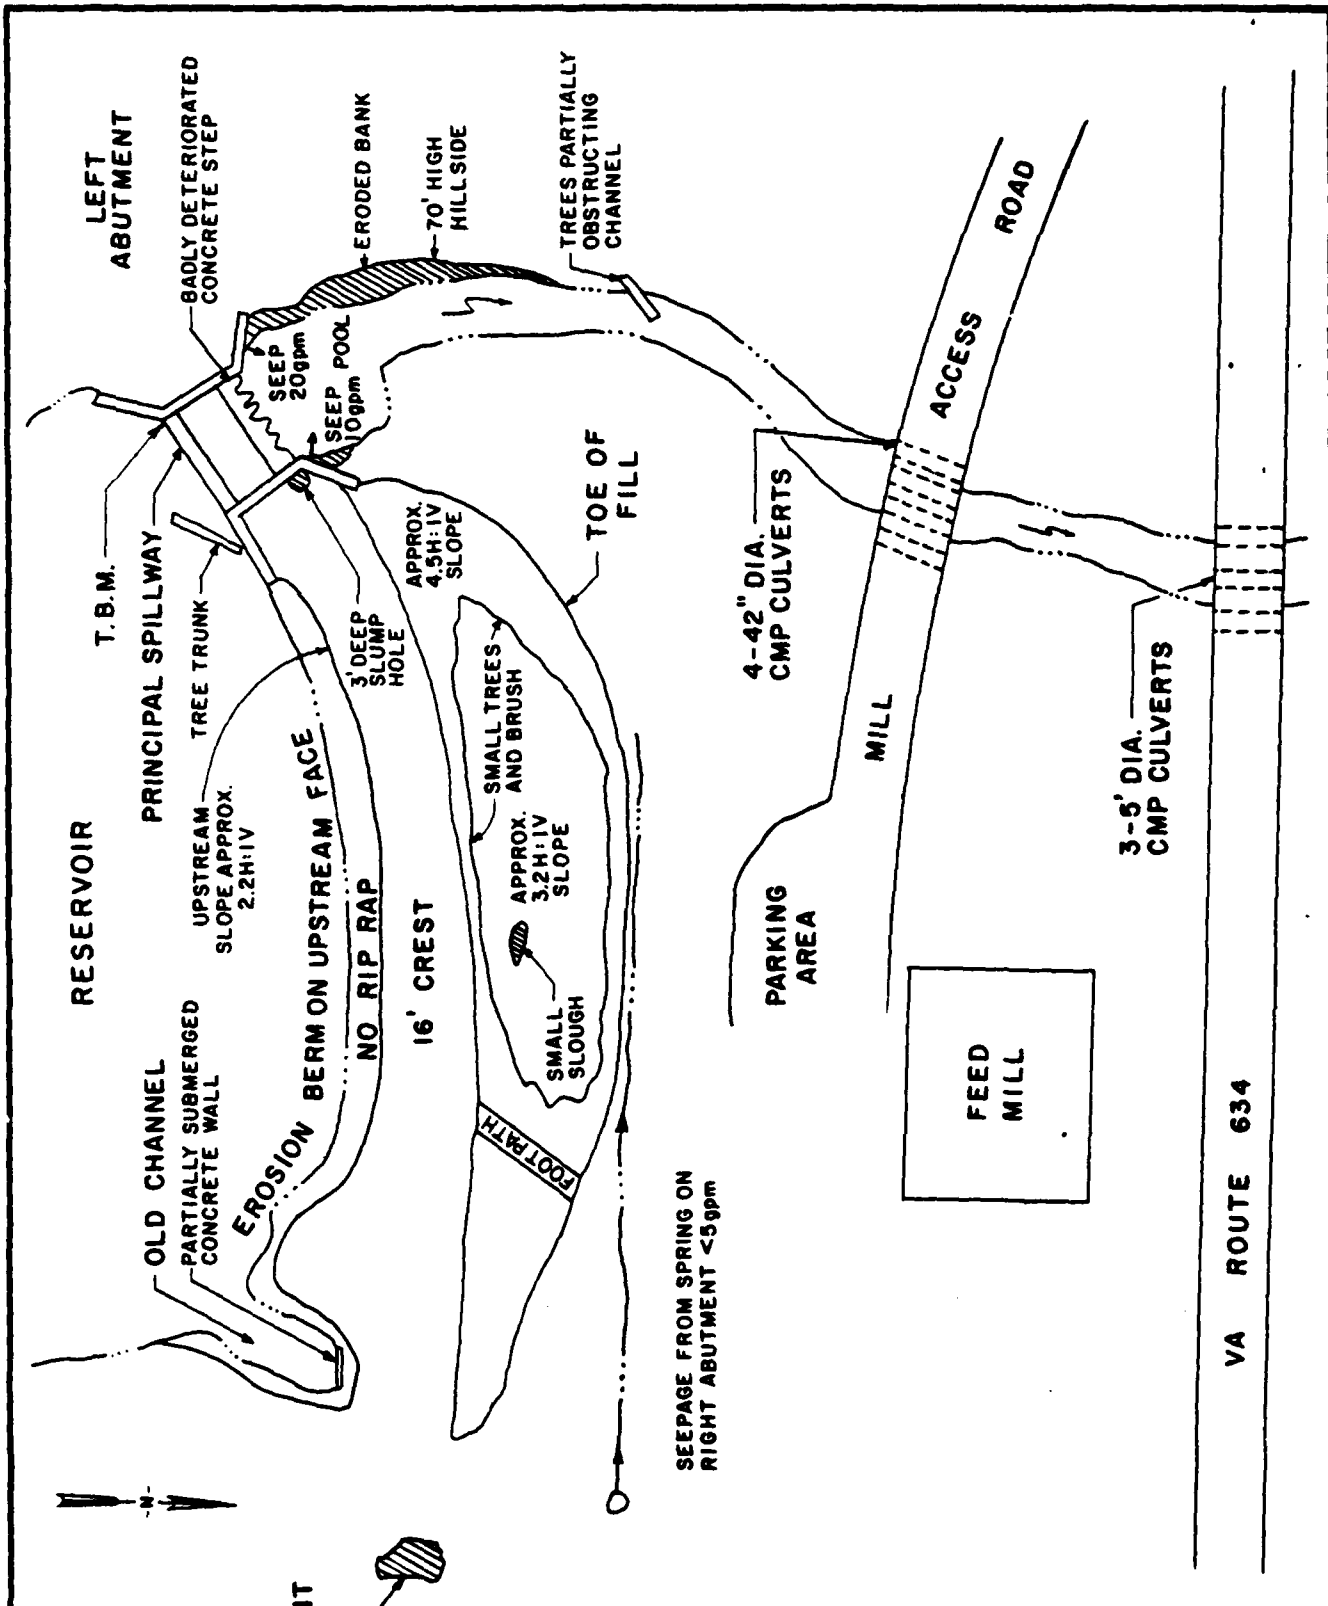 LEFT
ABUTMENT
BADLY DETERIORATED
CONCRETE STEP
ERODED BANK
70' HIGH
HILLSIDE
TREES PARTIALLY
OBSTRUCTING
CHANNEL
SEEP
20gpm
POOL
SEEP
10gpm
T.B.M.
PRINCIPAL SPILLWAY
TREE TRUNK
UPSTREAM
SLOPE APPROX.
2.2H:1V
3' DEEP
SLUMP
HOLE
APPROX.
4.5H:1V
SLOPE
TOE OF
FILL
RESERVOIR
EROSION BERM ON UPSTREAM FACE
NO RIP RAP
16' CREST
SMALL TREES
AND BRUSH
APPROX.
3.2H:1V
SLOPE
SMALL
SLOUGH
FOOTPATH
OLD CHANNEL
PARTIALLY SUBMERGED
CONCRETE WALL
SEEPAGE FROM SPRING ON
RIGHT ABUTMENT <5gpm
4-42" DIA.
CMP CULVERTS
MILL ACCESS ROAD
PARKING
AREA
FEED
MILL
3-5' DIA.
CMP CULVERTS
VA ROUTE 634
-N-